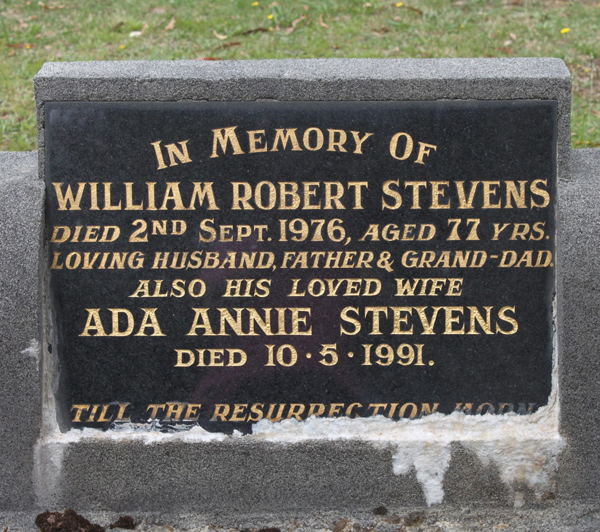 In Memory Of
WILLIAM ROBERT STEVENS
DIED 2ND SEPT. 1976, AGED 77 YRS.
LOVING HUSBAND, FATHER & GRAND-DAD.
ALSO HIS LOVED WIFE
ADA ANNIE STEVENS
DIED 10·5·1991.
TILL THE RESURRECTION MORN